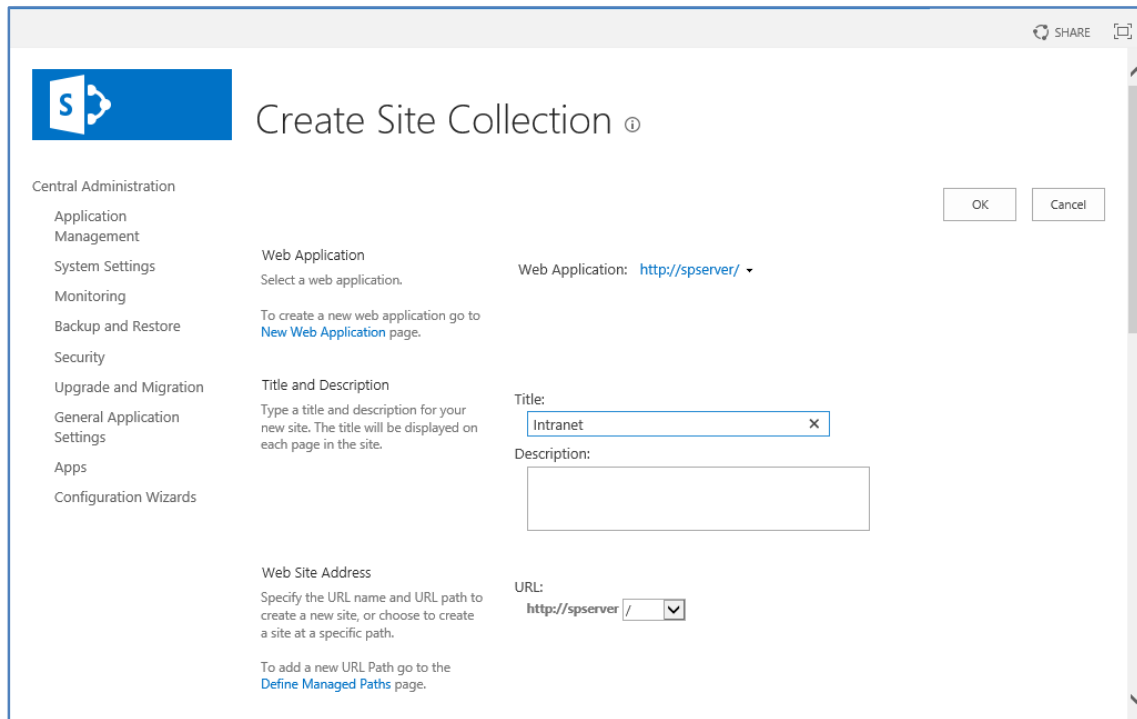 SHARE
S
Create Site Collection
Central Administration
Application
Management
System Settings
Monitoring
Backup and Restore
Security
Upgrade and Migration
General Application
Settings
Apps
Configuration Wizards
OK Cancel
Web Application
Select a web application.
To create a new web application go to
New Web Application page.
Web Application: http://spserver/
Title and Description
Type a title and description for your
new site. The title will be displayed on
each page in the site.
Title:
Intranet
Description:
Web Site Address
Specify the URL name and URL path to
create a new site, or choose to create
a site at a specific path.
To add a new URL Path go to the
Define Managed Paths page.
URL:
http://spserver /